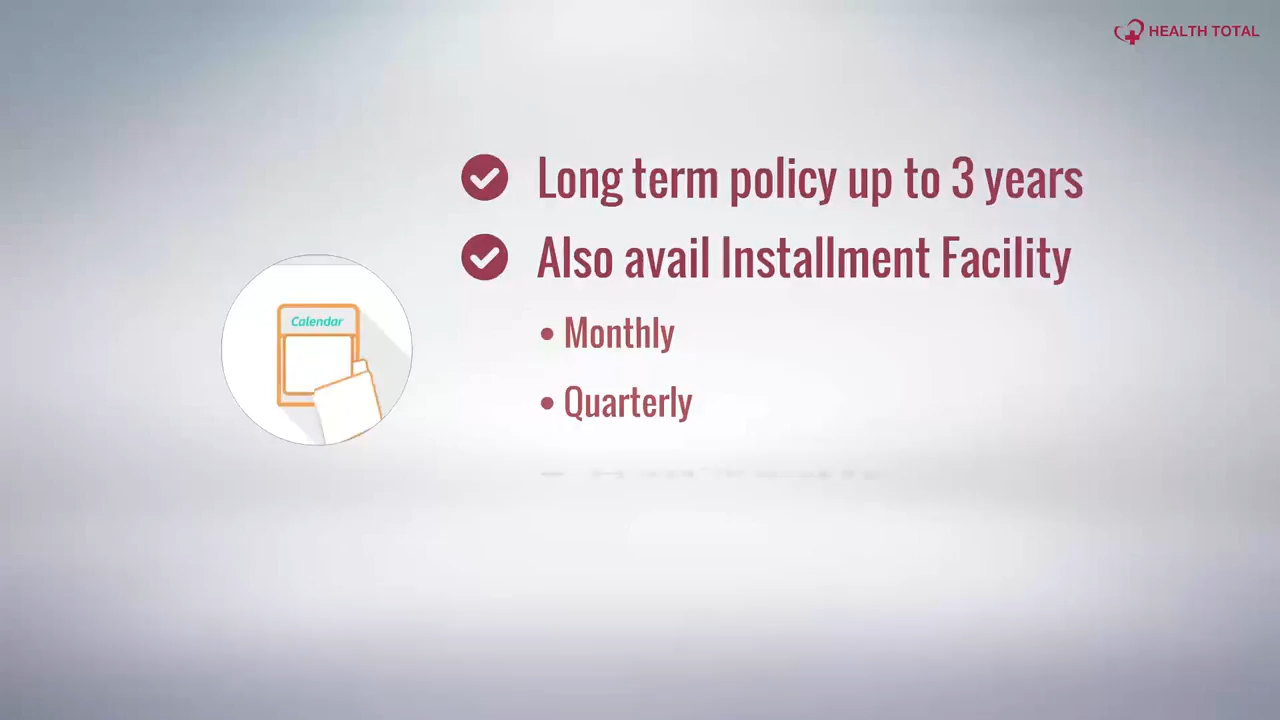 HEALTH TOTAL
Long term policy up to 3 years
Also avail Installment Facility
Calendar
• Monthly
• Quarterly